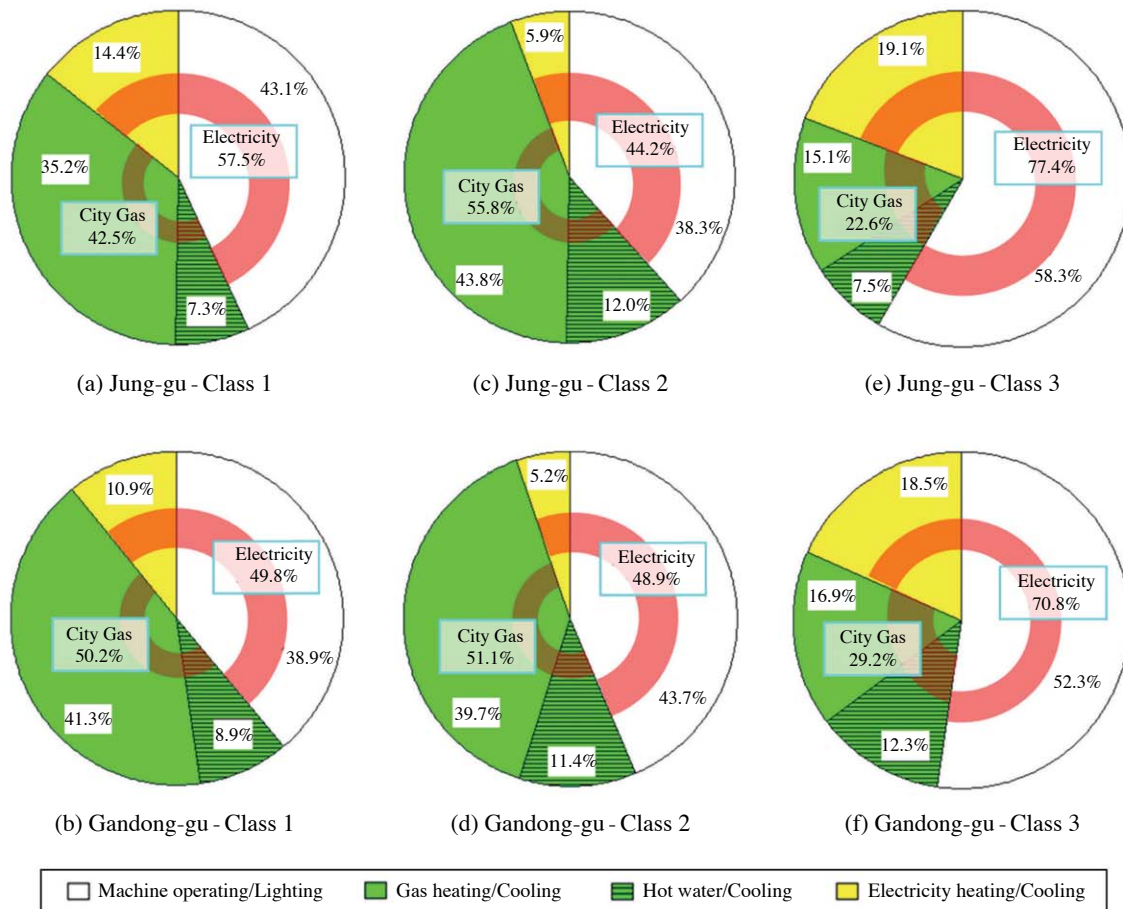 14.4%
43.1%
Electricity
57.5%
35.2%
City Gas
42.5%
7.3%
(a) Jung-gu - Class 1
5.9%
Electricity
44.2%
City Gas
55.8%
38.3%
43.8%
12.0%
(c) Jung-gu - Class 2
19.1%
Electricity
77.4%
15.1%
City Gas
22.6%
58.3%
7.5%
(e) Jung-gu - Class 3
10.9%
Electricity
49.8%
City Gas
50.2%
38.9%
41.3%
8.9%
(b) Gandong-gu - Class 1
5.2%
Electricity
48.9%
City Gas
51.1%
43.7%
39.7%
11.4%
(d) Gandong-gu - Class 2
18.5%
Electricity
70.8%
16.9%
City Gas
29.2%
52.3%
12.3%
(f) Gandong-gu - Class 3
Machine operating/Lighting Gas heating/Cooling Hot water/Cooling Electricity heating/Cooling